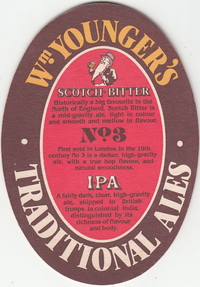 Wm YOUNGER'S
SCOTCH BITTER
Historically a big favourite in the
North of England, Scotch Bitter is
a mid-gravity ale, light in colour
and smooth and mellow in flavour.
No3
First sold in London in the 19th
century No 3 is a darker, high-gravity
ale, with a true hop flavour, and
natural smoothness.
IPA
A fairly dark, clear, high-gravity
ale, shipped to British
troops in colonial India,
distinguished by its
richness of flavour
and body.
· TRADITIONAL ALES ·